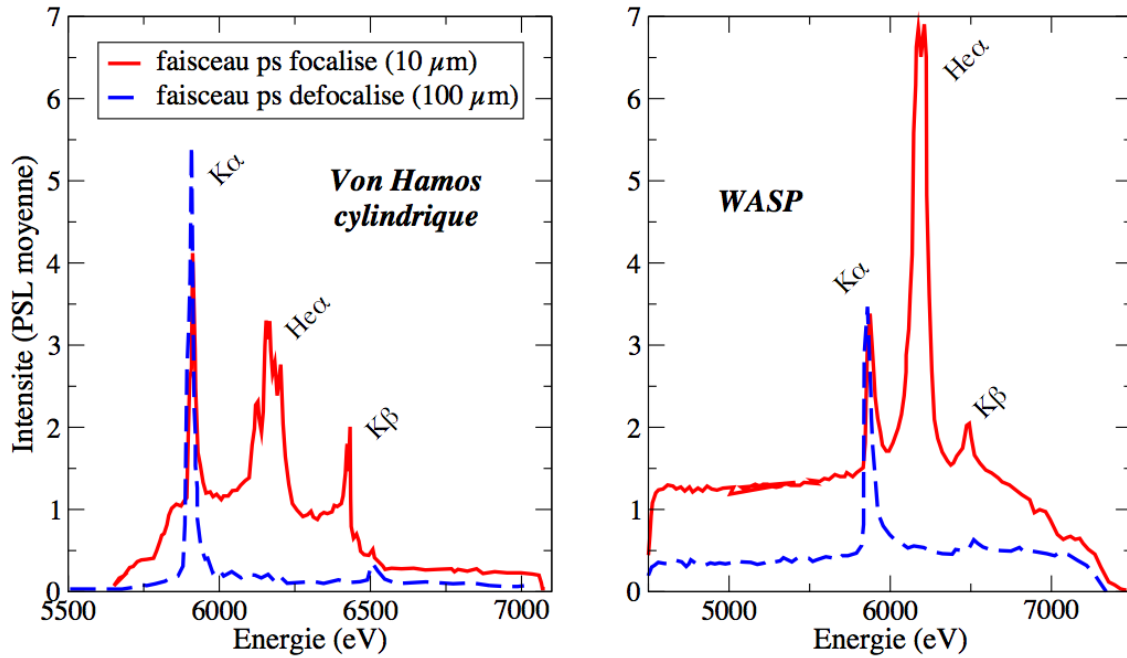 faisceau ps focalise (10 μm)
faisceau ps defocalise (100 μm)
Kα
Heα
Kβ
Von Hamos
cylindrique
Intensite (PSL moyenne)
7
6
5
4
3
2
1
0
5500 6000 6500 7000
Energie (eV)
Heα
Kα
Kβ
WASP
7
6
5
4
3
2
1
0
5000 6000 7000
Energie (eV)